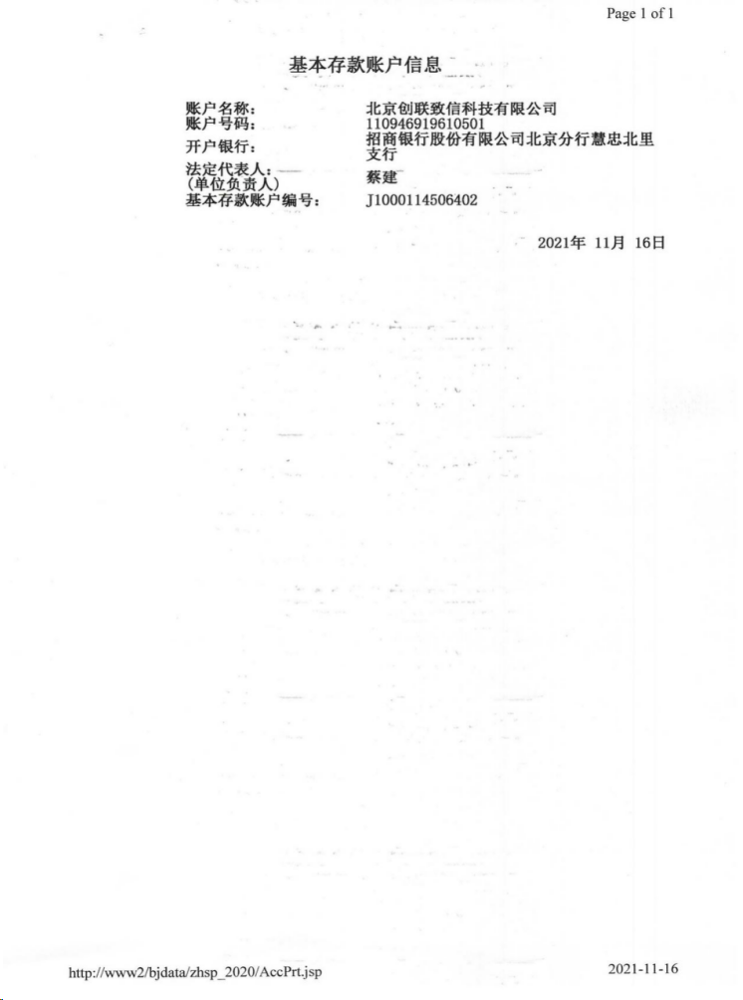 Page 1 of 1
基本存款账户信息
账户名称： 北京创联致信科技有限公司
账户号码： 110946919610501
开户银行： 招商银行股份有限公司北京分行慧忠北里
支行
法定代表人： 蔡建
(单位负责人)
基本存款账户编号： J1000114506402
2021年 11月 16日
http://www2/bjdata/zhsp_2020/AccPrt.jsp 2021-11-16